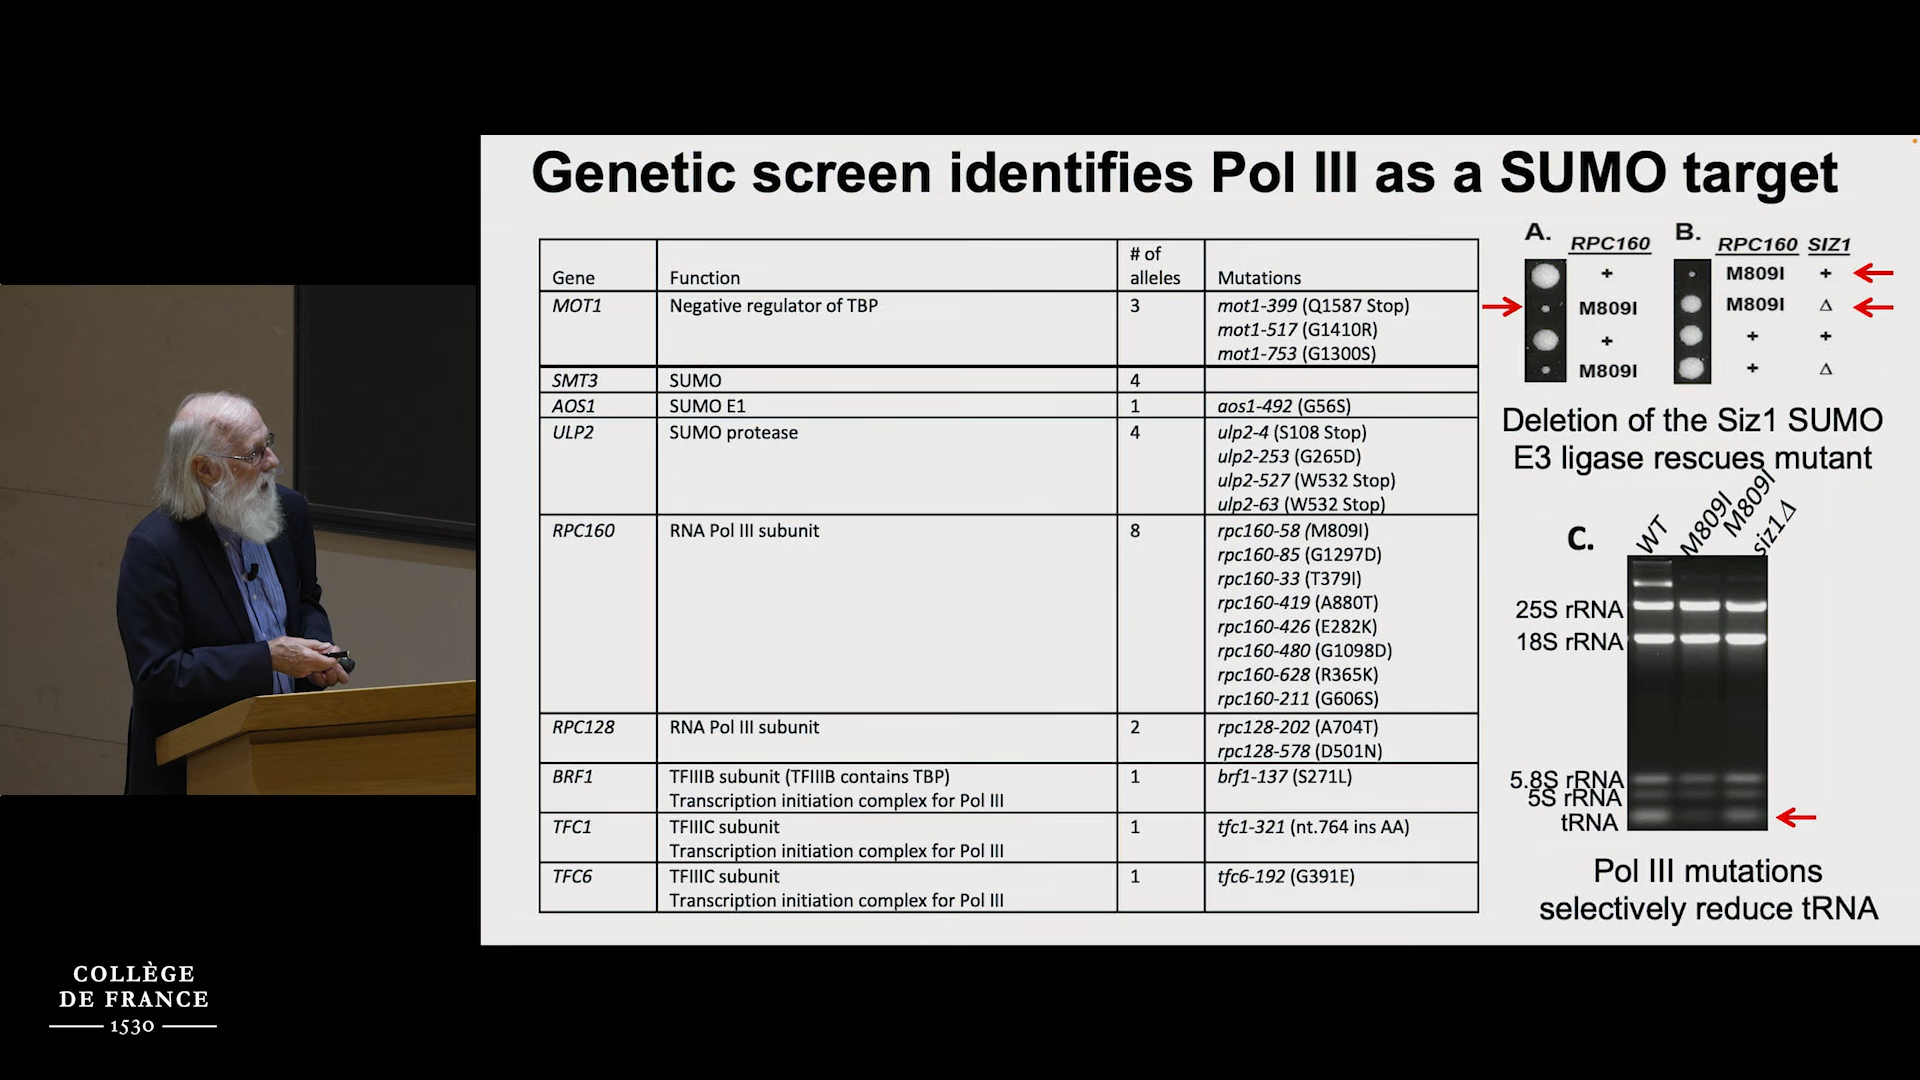 Genetic screen identifies Pol III as a SUMO target
Gene Function # of alleles Mutations
MOT1 Negative regulator of TBP 3 mot1-399 (Q1587 Stop)
mot1-517 (G1410R)
mot1-753 (G1300S)
SMT3 SUMO 4
AOS1 SUMO E1 1 aos1-492 (G56S)
ULP2 SUMO protease 4 ulp2-4 (S108 Stop)
ulp2-253 (G265D)
ulp2-527 (W532 Stop)
ulp2-63 (W532 Stop)
RPC160 RNA Pol III subunit 8 rpc160-58 (M809I)
rpc160-85 (G1297D)
rpc160-33 (T379I)
rpc160-419 (A880T)
rpc160-426 (E282K)
rpc160-480 (G1098D)
rpc160-628 (R365K)
rpc160-211 (G606S)
RPC128 RNA Pol III subunit 2 rpc128-202 (A704T)
rpc128-578 (D501N)
BRF1 TFIIIB subunit (TFIIIB contains TBP) 1 brf1-137 (S271L)
Transcription initiation complex for Pol III
TFC1 TFIIIC subunit 1 tfc1-321 (nt.764 ins AA)
Transcription initiation complex for Pol III
TFC6 TFIIIC subunit 1 tfc6-192 (G391E)
Transcription initiation complex for Pol III
A. RPC160
+
M809I
+
M809I
B. RPC160 SIZ1
M809I +
M809I Δ
+ +
+ Δ
Deletion of the Siz1 SUMO
E3 ligase rescues mutant
C.
WT
M809I
M809I
siz1Δ
25S rRNA
18S rRNA
5.8S rRNA
5S rRNA
tRNA
Pol III mutations
selectively reduce tRNA
COLLÈGE
DE FRANCE
1530